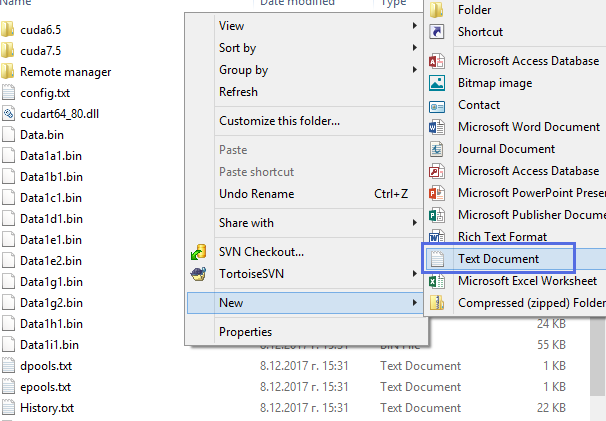 Name
Date modified
Type
Size
cuda6.5
cuda7.5
Remote manager
config.txt
cudart64_80.dll
Data.bin
Data1a1.bin
Data1b1.bin
Data1c1.bin
Data1d1.bin
Data1e1.bin
Data1e2.bin
Data1g1.bin
Data1g2.bin
Data1h1.bin 24 KB
Data1i1.bin 8.12.2017 г. 15:31 BIN File 55 KB
dpools.txt 8.12.2017 г. 15:31 Text Document 1 KB
epools.txt 8.12.2017 г. 15:31 Text Document 1 KB
History.txt 8.12.2017 г. 15:31 Text Document 22 KB
View
Sort by
Group by
Refresh
Customize this folder...
Paste
Paste shortcut
Undo Rename Ctrl+Z
Share with
SVN Checkout...
TortoiseSVN
New
Properties
Folder
Shortcut
Microsoft Access Database
Bitmap image
Contact
Microsoft Word Document
Journal Document
Microsoft Access Database
Microsoft PowerPoint Prese
Microsoft Publisher Docume
Rich Text Format
Text Document
Microsoft Excel Worksheet
Compressed (zipped) Folder